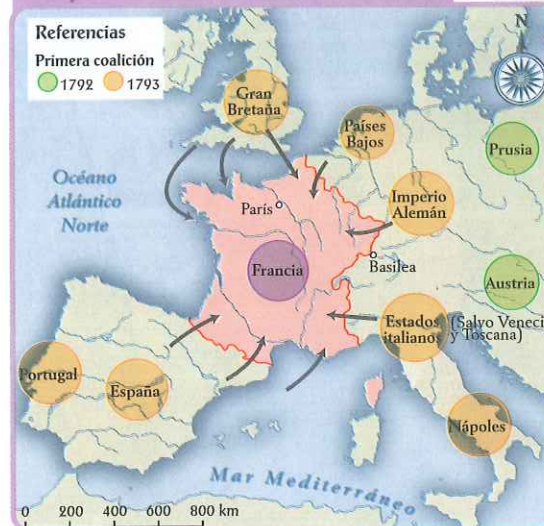 Referencias
Primera coalición
1792 1793
N
Gran
Bretaña
Países
Bajos
Prusia
Océano
Atlántico
Norte
París
Imperio
Alemán
Francia
Basilea
Austria
Estados
italianos
(Salvo Veneci
y Toscana)
Portugal
España
Nápoles
Mar Mediterráneo
0 200 400 600 800 km